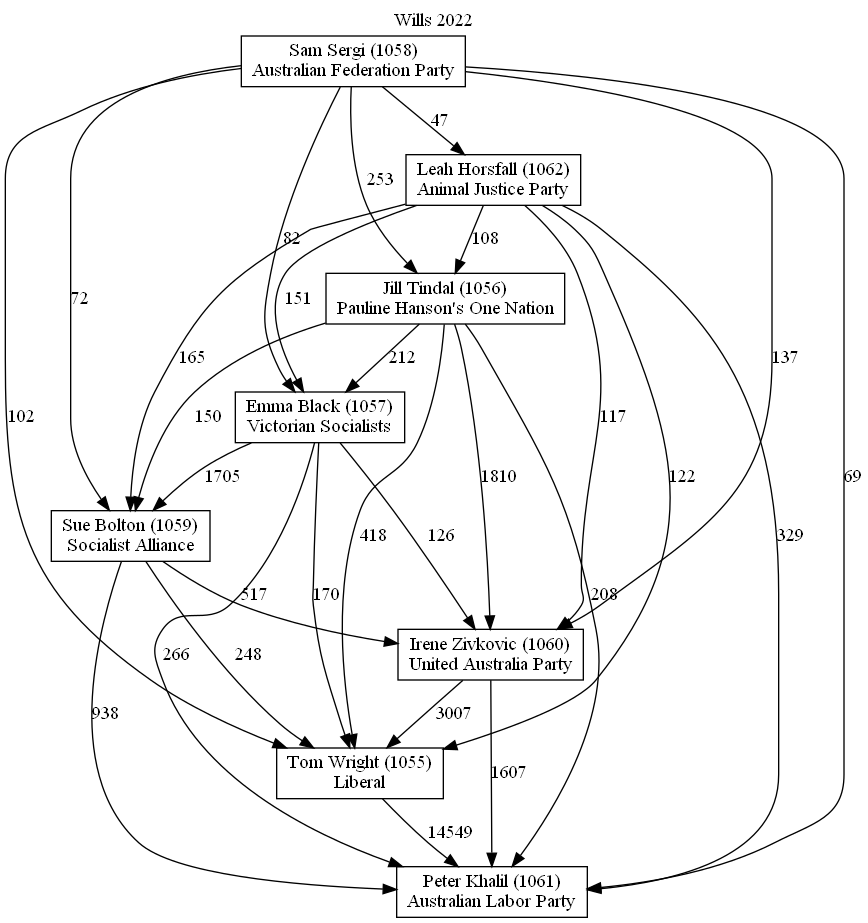 Wills 2022
Sam Sergi (1058)
Australian Federation Party
47
Leah Horsfall (1062)
Animal Justice Party
253
82
108
Jill Tindal (1056)
Pauline Hanson's One Nation
72
151
165
137
212
Emma Black (1057)
Victorian Socialists
102
150
117
1705
1810
122
69
Sue Bolton (1059)
Socialist Alliance
418
126
329
517
170
208
Irene Zivkovic (1060)
United Australia Party
266
248
938
3007
Tom Wright (1055)
Liberal
1607
14549
Peter Khalil (1061)
Australian Labor Party